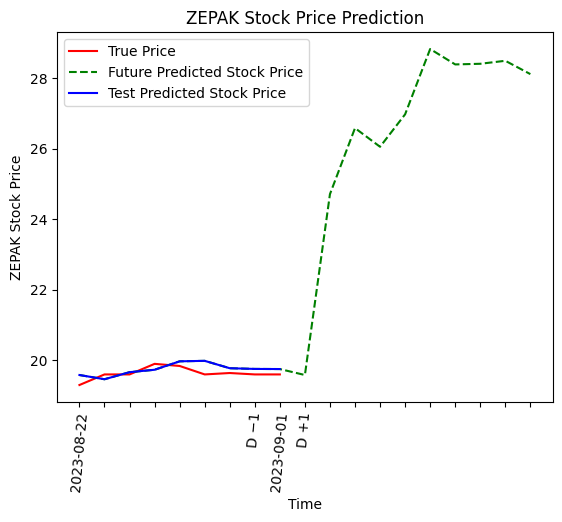 ZEPAK Stock Price Prediction
True Price
Future Predicted Stock Price
Test Predicted Stock Price
ZEPAK Stock Price
28
26
24
22
20
2023-08-22
D −1
2023-09-01
D +1
Time